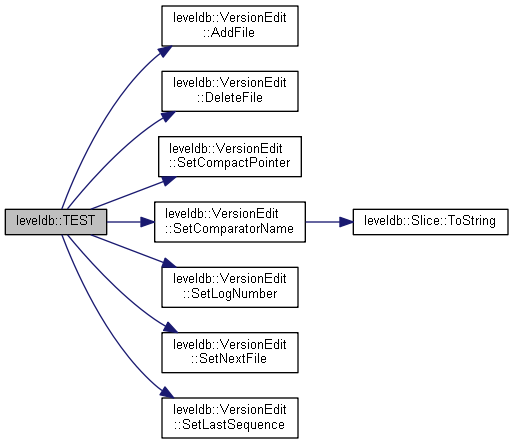 leveldb::VersionEdit
::AddFile
leveldb::VersionEdit
::DeleteFile
leveldb::VersionEdit
::SetCompactPointer
leveldb::TEST
leveldb::VersionEdit
::SetComparatorName
leveldb::Slice::ToString
leveldb::VersionEdit
::SetLogNumber
leveldb::VersionEdit
::SetNextFile
leveldb::VersionEdit
::SetLastSequence